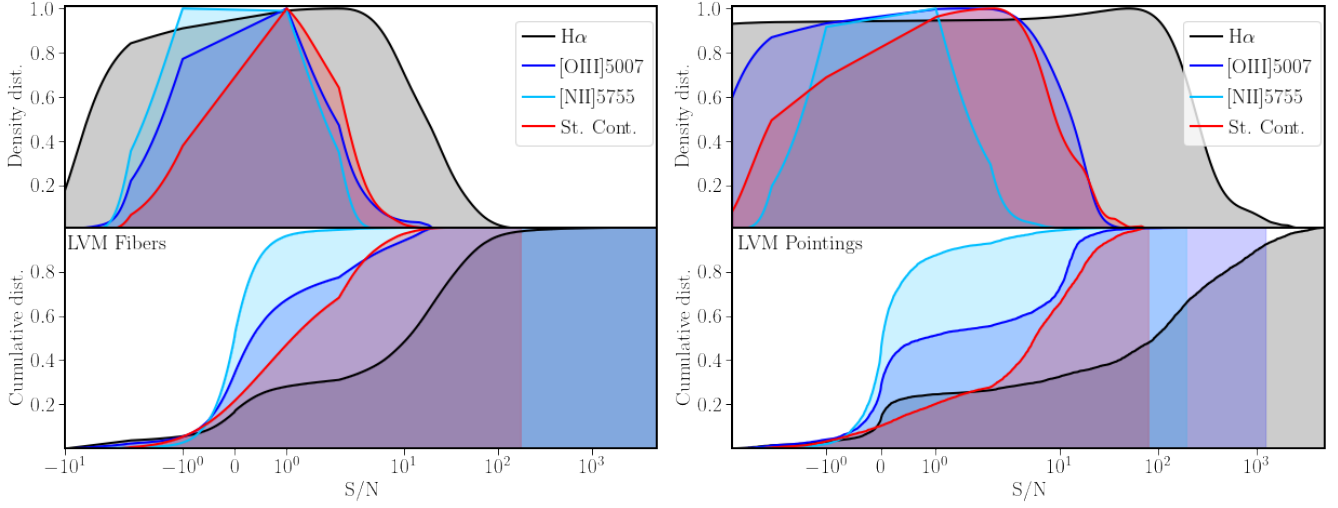 1.0
0.8
0.6
0.4
0.2
Density dist.
Hα
[OIII]5007
[NII]5755
St. Cont.
LVM Fibers
0.8
0.6
0.4
0.2
Cumulative dist.
−10¹
−10⁰
0
10⁰
10¹
10²
10³
S/N
1.0
0.8
0.6
0.4
0.2
Density dist.
Hα
[OIII]5007
[NII]5755
St. Cont.
LVM Pointings
0.8
0.6
0.4
0.2
Cumulative dist.
−10⁰
0
10⁰
10¹
10²
10³
S/N